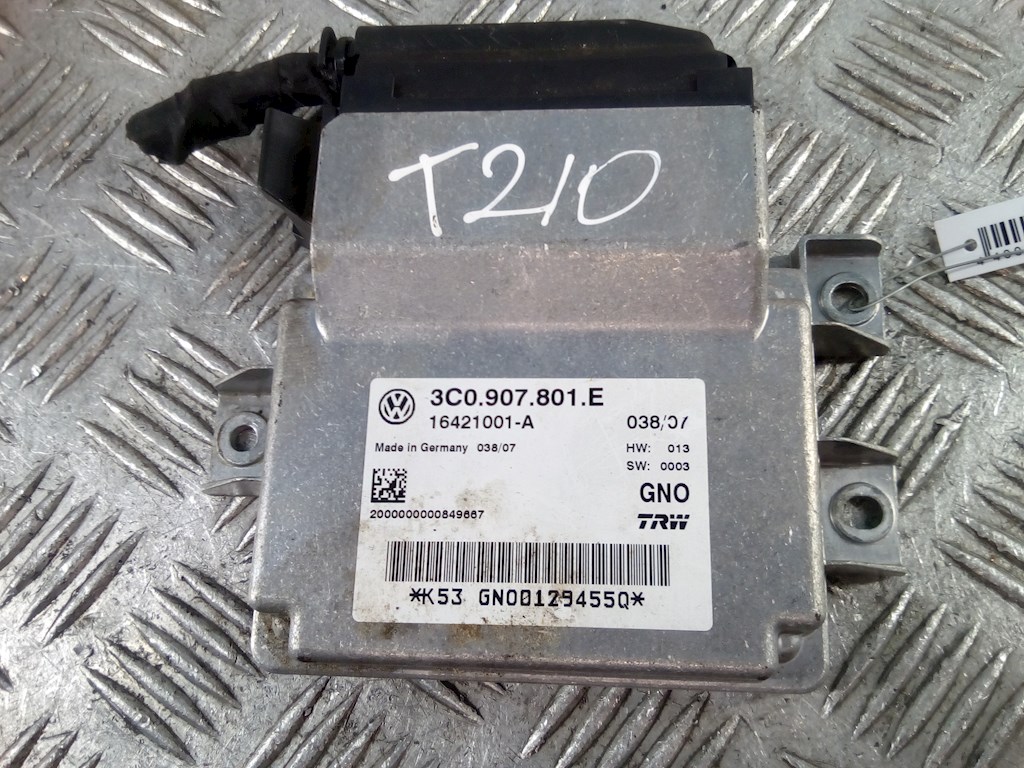 T210
3C0.907.801.E
16421001-A 038/07
Made in Germany 038/07 HW: 013
SW: 0003
GNO
2000000000849667 TRW
*K53 GNO0129455Q*